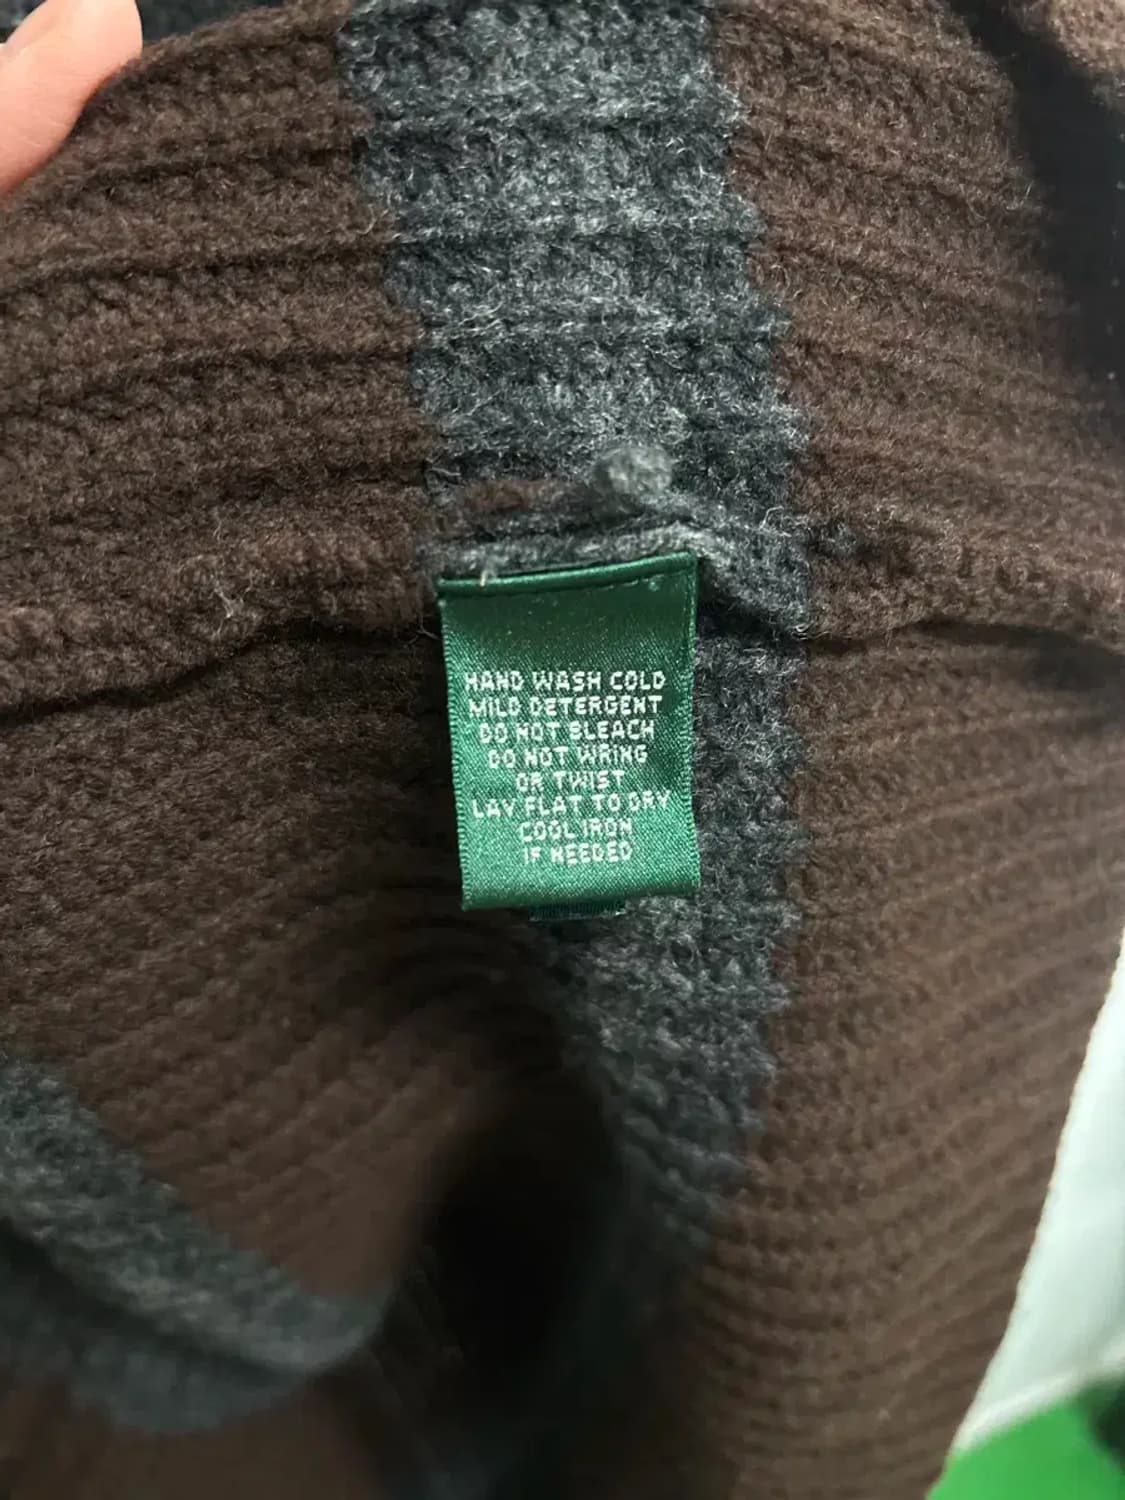 HAND WASH COLD
MILD DETERGENT
DO NOT BLEACH
DO NOT WRING
OR TWIST
LAY FLAT TO DRY
COOL IRON
IF NEEDED